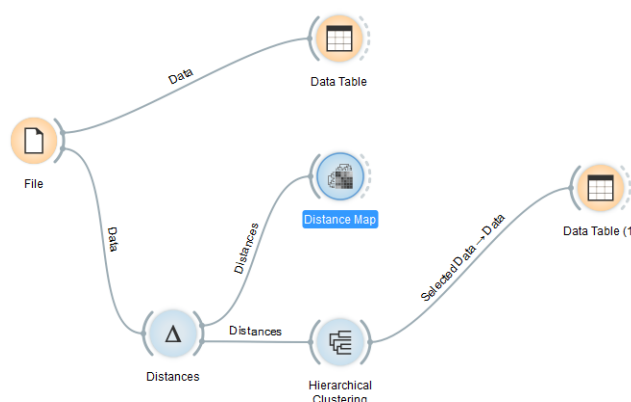 Data
Data Table
File
Data
Distances
Distance Map
Selected Data → Data
Data Table (1
Distances
Distances
Hierarchical
Clustering